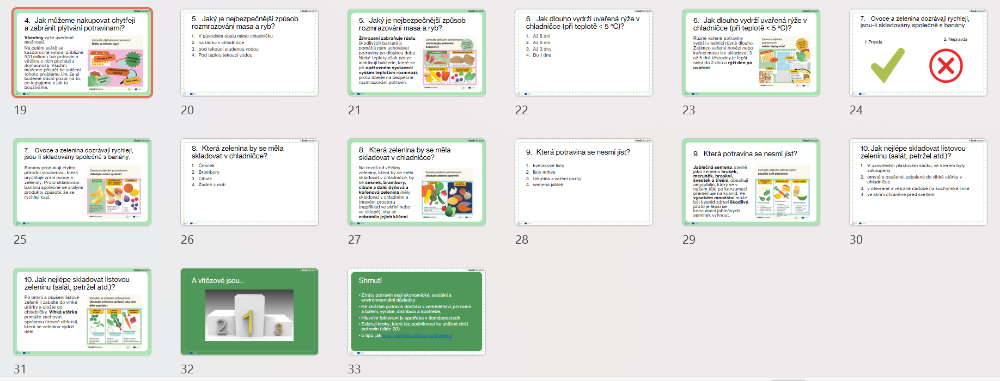 4. Jak můžeme nakupovat chytřeji
a zabránit plýtvání potravinami?
Všechny výše uvedené
možnosti.
Na celém světě se
každoročně vyhodí přibližně
931 milionů tun potravin a
většina z nich pochází z
domácností. Všichni
můžeme přispět ke snížení
tohoto problému tím, že si
budeme dávat pozor na to,
co kupujeme a jak to
používáme.
Zamezte plýtvání potravinami:
Řiďte se těmito tipy!
19
5. Jaký je nejbezpečnější způsob
rozmrazování masa a ryb?
1. V původním obalu mimo chladničku
2. na tácku v chladničce
3. pod tekoucí studenou vodou
4. Pod teplou tekoucí vodou
20
5. Jaký je nejbezpečnější způsob
rozmrazování masa a ryb?
Zmrazení zabraňuje růstu
škodlivých bakterií a
pomáhá nám uchovávat
potraviny po dlouhou dobu.
Nízké teploty však pouze
inaktivují bakterie, které se
při opětovném vystavení
vyšším teplotám rozmnoží,
proto dbejte na bezpečné
rozmrazování potravin.
Zamezte plýtvání potravinami:
rozmrazujte potraviny
bezpečně!
21
6. Jak dlouho vydrží uvařená rýže v
chladničce (při teplotě < 5 °C)?
1. Až 8 dní
2. Až 6 dní
3. Až 3 dny
4. Do 1 dne
22
6. Jak dlouho vydrží uvařená rýže v
chladničce (při teplotě < 5 °C)?
Různé vařené potraviny
vydrží v lednici různě dlouho.
Zatímco vařené hovězí nebo
kuřecí maso lze skladovat 3
až 5 dní, těstoviny je lepší
sníst do 2 dnů a rýži den po
uvaření.
Zamezte plýtvání potravinami:
snězte zbytky včas!
23
7. Ovoce a zelenina dozrávají rychleji,
jsou-li skladovány společně s banány.
1. Pravda
2. Nepravda
24
7. Ovoce a zelenina dozrávají rychleji,
jsou-li skladovány společně s banány.
Banány produkují etylen,
přírodní sloučeninu, která
urychluje zrání ovoce a
zeleniny. Proto skladování
banánů společně se zralými
produkty způsobí, že se
rychleji kazí.
Zamezte plýtvání potravinami:
skladujte ovoce správně!
25
8. Která zelenina by se měla
skladovat v chladničce?
1. Česnek
2. Brambory
3. Cibule
4. Žádné z nich
26
8. Která zelenina by se měla
skladovat v chladničce?
Na rozdíl od většiny
zeleniny, která by se měla
skladovat v chladničce, by
se česnek, brambory,
cibule a další dýňová a
kořenová zelenina měly
skladovat v chladném a
tmavém prostoru
(například ve skříni nebo
ve sklepě), aby se
zabránilo jejich klíčení.
Zamezte plýtvání potravinami:
skladujte zeleninu správně!
27
9. Která potravina se nesmí jíst?
1. květákové listy
2. listy mrkve
3. tekutina z vaření cizrny
4. semena jablek
28
9. Která potravina se nesmí jíst?
Jablečná semena, stejně
jako semena hrušek,
meruněk, broskví,
švestek a třešní, obsahují
amygdalin, který se v
našem těle po konzumaci
přeměňuje na kyanid. Ve
vysokém množství může
být kyanid zdraví škodlivý,
proto je lepší se
konzumaci jablečných
semínek vyhnout.
Zamezte plýtvání potravinami:
použijte celé potraviny!
29
10. Jak nejlépe skladovat listovou
zeleninu (salát, petržel atd.)?
1. V uzavřeném plastovém sáčku, ve kterém byly
zakoupeny.
2. omyté a osušené, zabalené do vlhké utěrky v
chladničce.
3. v otevřené a větrané nádobě na kuchyňské lince
4. ve skříni chráněné před světlem
30
10. Jak nejlépe skladovat listovou
zeleninu (salát, petržel atd.)?
Po omytí a osušení listové
zeleně ji zabalte do vlhké
utěrky a uložte do
chladničky. Vlhká utěrka
pomůže zachovat
správnou úroveň vlhkosti,
která se zelenina vydrží
déle.
Vyhněte se plýtvání potravinami:
skladujte zeleninu správně, aby vám
déle vydržela!
31
A vítězové jsou...
2
1
3
32
Shrnutí
• Ztráty potravin mají ekonomické, sociální a
environmentální důsledky
• Ke ztrátám potravin dochází v zemědělství, při řízení
a balení, výrobě, distribuci a spotřebě.
• Hlavním faktorem je spotřeba v domácnostech
• Existují kroky, které lze podniknout ke snížení ztrát
potravin (slide 20)
• 5 tipů, jak snížit plýtvání potravinami (video)
33